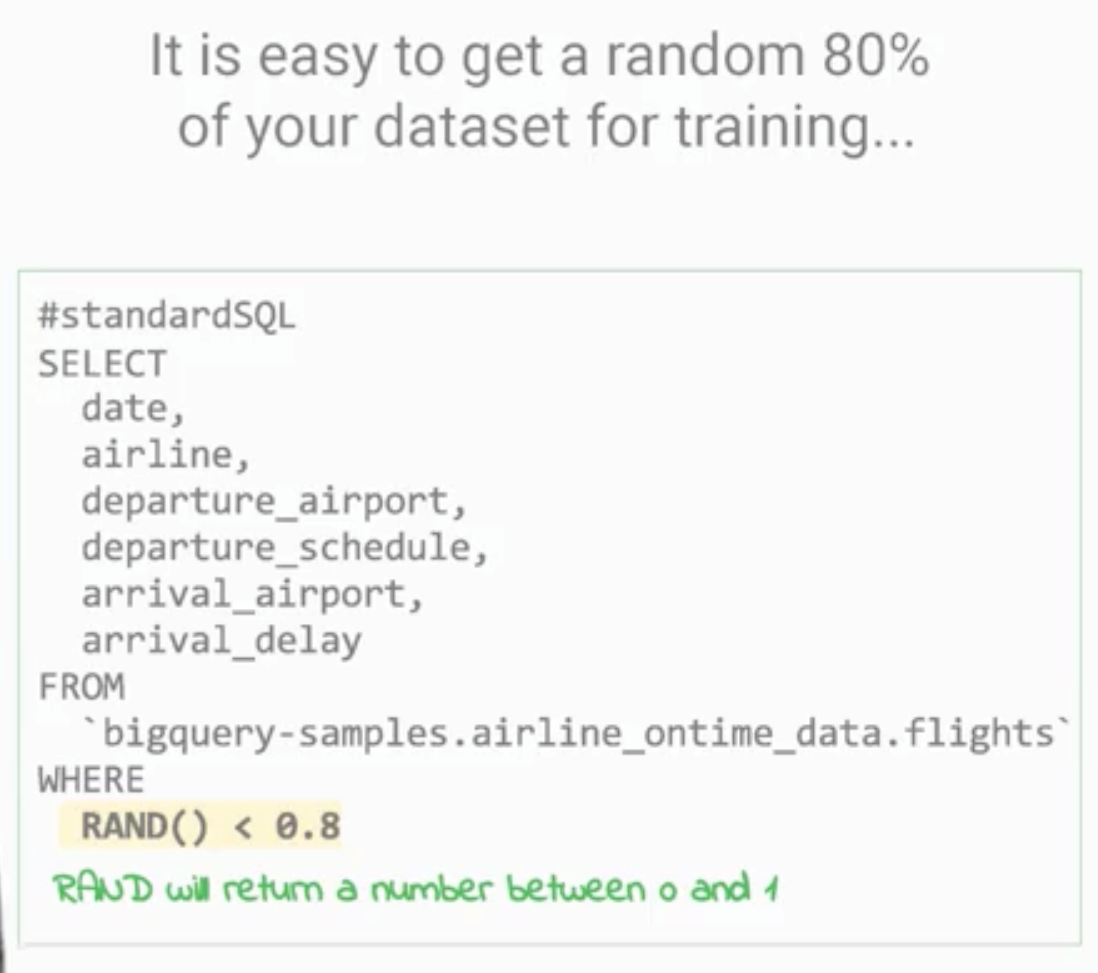 It is easy to get a random 80%
of your dataset for training...
#standardSQL
SELECT
date,
airline,
departure_airport,
departure_schedule,
arrival_airport,
arrival_delay
FROM
`bigquery-samples.airline_ontime_data.flights`
WHERE
RAND() < 0.8
RAND will return a number between 0 and 1